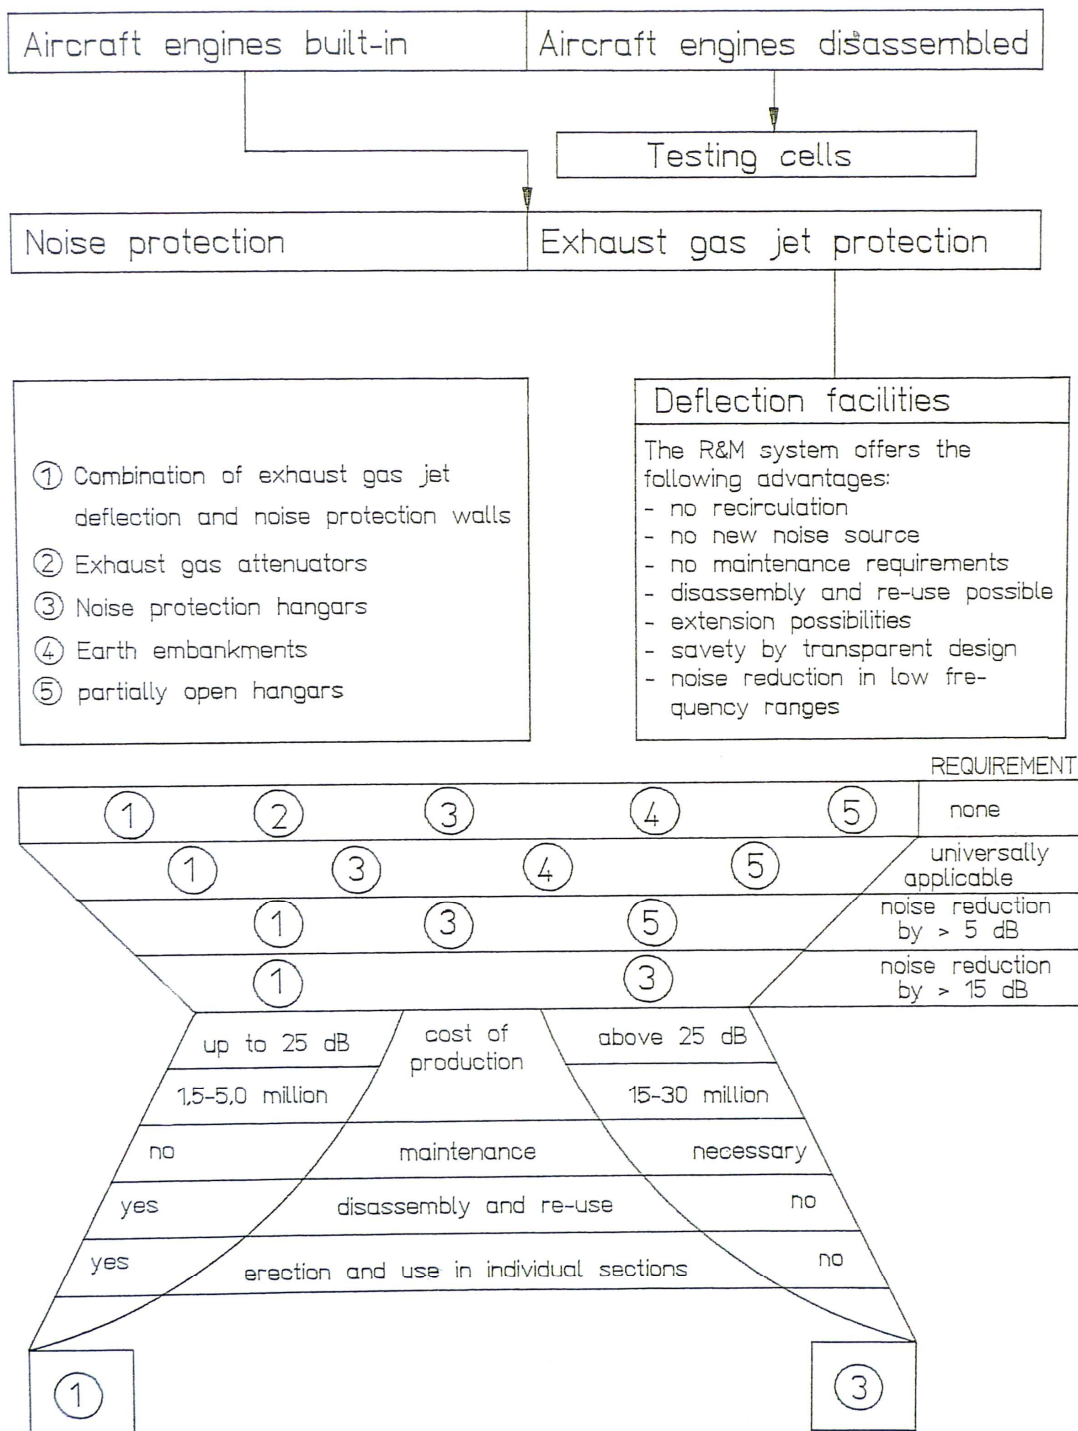 Aircraft engines built-in
Aircraft engines disassembled
Testing cells
Noise protection
Exhaust gas jet protection
① Combination of exhaust gas jet
deflection and noise protection walls
② Exhaust gas attenuators
③ Noise protection hangars
④ Earth embankments
⑤ partially open hangars
Deflection facilities
The R&M system offers the
following advantages:
- no recirculation
- no new noise source
- no maintenance requirements
- disassembly and re-use possible
- extension possibilities
- savety by transparent design
- noise reduction in low fre-
quency ranges
REQUIREMENT
① ② ③ ④ ⑤ none
① ③ ④ ⑤ universally
applicable
① ③ ⑤ noise reduction
by > 5 dB
① ③ noise reduction
by > 15 dB
up to 25 dB
cost of
production
above 25 dB
1,5-5,0 million
15-30 million
no maintenance necessary
yes disassembly and re-use no
yes erection and use in individual sections no
① ③